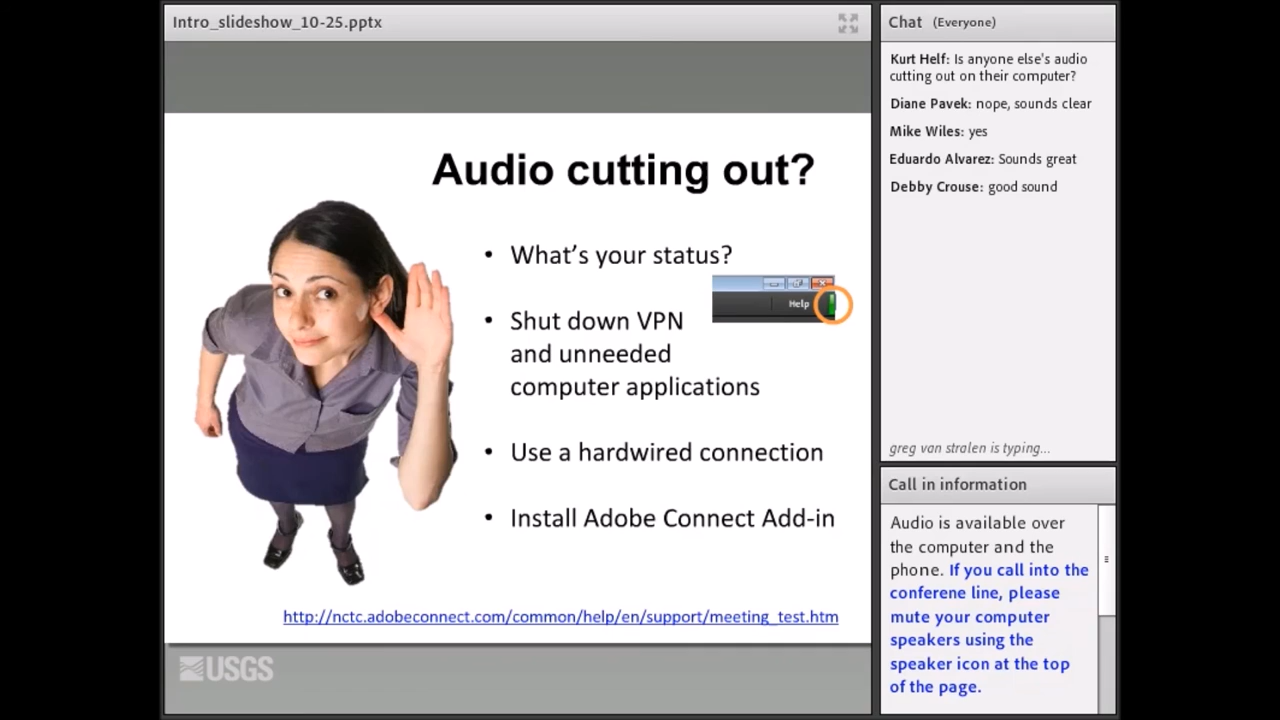 Intro_slideshow_10-25.pptx
Audio cutting out?
• What's your status?
Help
• Shut down VPN
and unneeded
computer applications
• Use a hardwired connection
• Install Adobe Connect Add-in
http://nctc.adobeconnect.com/common/help/en/support/meeting_test.htm
USGS
Chat (Everyone)
Kurt Helf: Is anyone else's audio
cutting out on their computer?
Diane Pavek: nope, sounds clear
Mike Wiles: yes
Eduardo Alvarez: Sounds great
Debby Crouse: good sound
greg van stralen is typing...
Call in information
Audio is available over
the computer and the
phone. If you call into the
conferene line, please
mute your computer
speakers using the
speaker icon at the top
of the page.